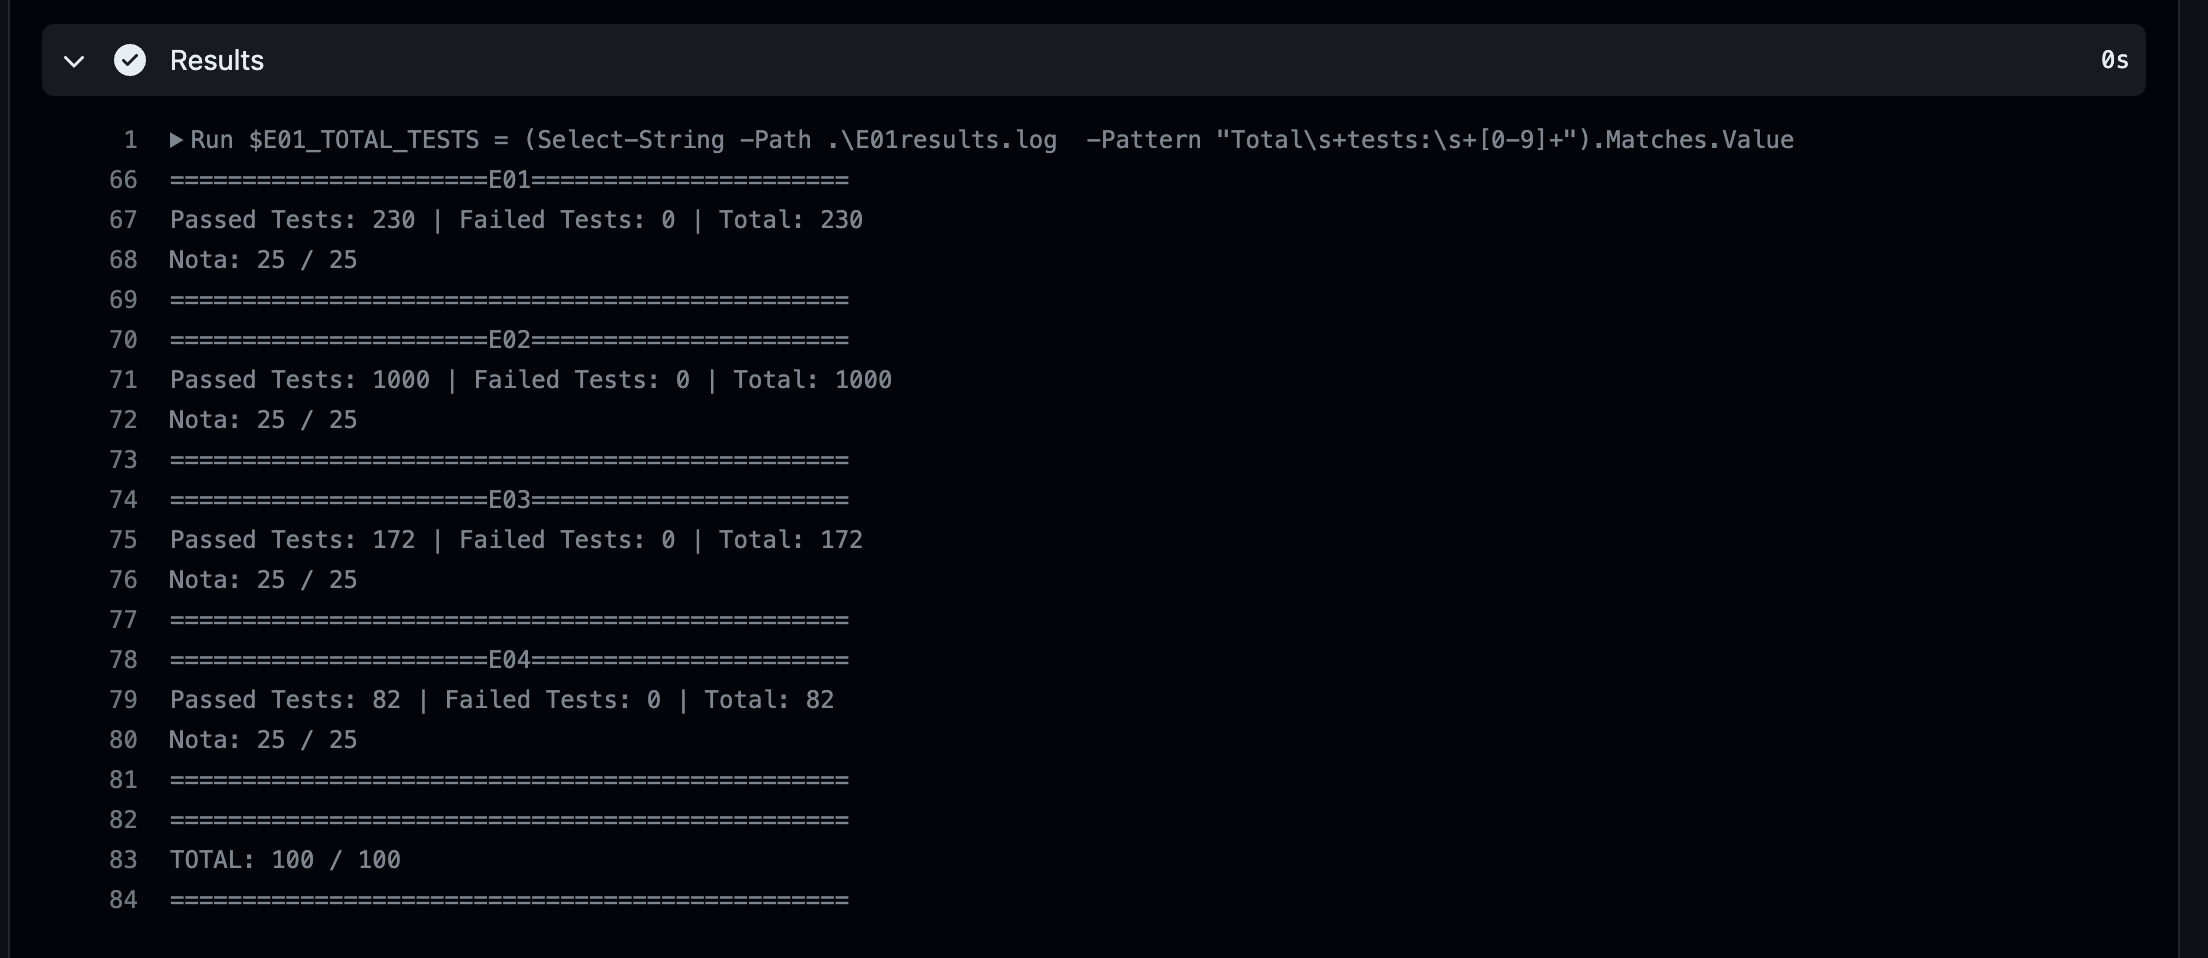 Results
0s
1 Run $E01_TOTAL_TESTS = (Select-String -Path .\E01results.log  -Pattern "Total\s+tests:\s+[0-9]+").Matches.Value
66 ======================E01======================
67 Passed Tests: 230 | Failed Tests: 0 | Total: 230
68 Nota: 25 / 25
69 ===============================================
70 ======================E02======================
71 Passed Tests: 1000 | Failed Tests: 0 | Total: 1000
72 Nota: 25 / 25
73 ===============================================
74 ======================E03======================
75 Passed Tests: 172 | Failed Tests: 0 | Total: 172
76 Nota: 25 / 25
77 ===============================================
78 ======================E04======================
79 Passed Tests: 82 | Failed Tests: 0 | Total: 82
80 Nota: 25 / 25
81 ===============================================
82 ===============================================
83 TOTAL: 100 / 100
84 ===============================================